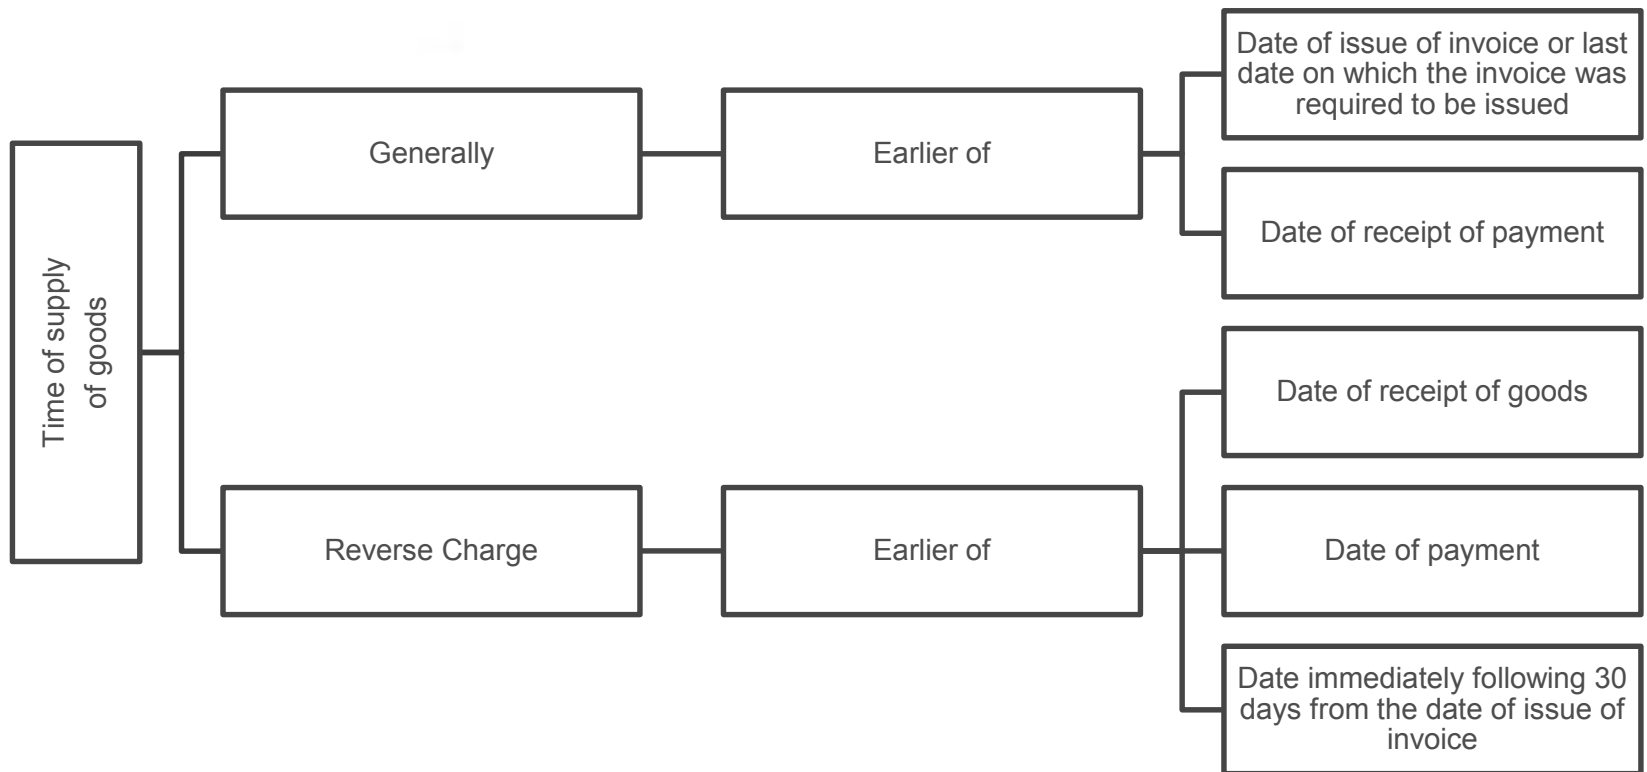 Time of supply
of goods
Generally
Earlier of
Date of issue of invoice or last
date on which the invoice was
required to be issued
Date of receipt of payment
Reverse Charge
Earlier of
Date of receipt of goods
Date of payment
Date immediately following 30
days from the date of issue of
invoice